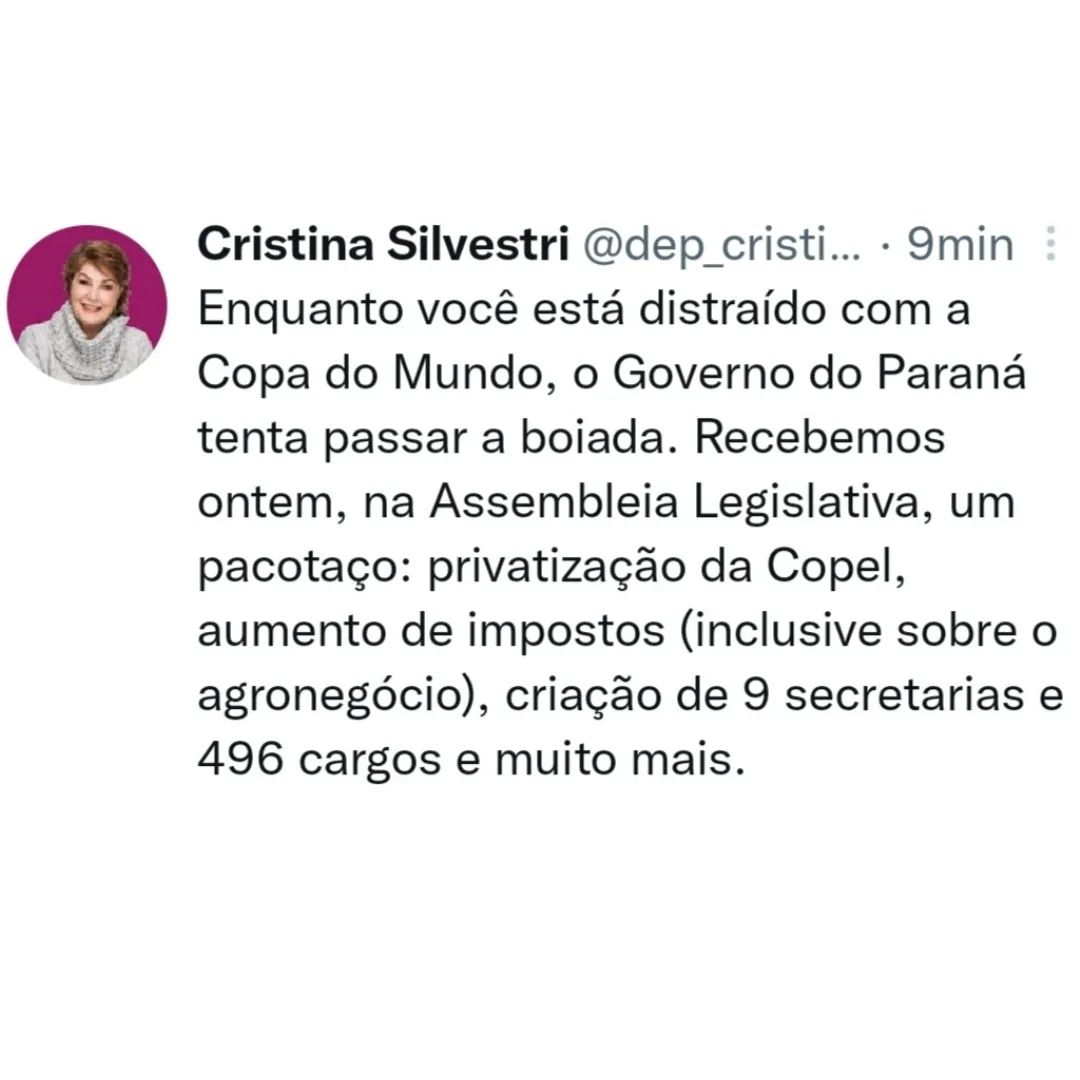 Cristina Silvestri @dep_cristi... · 9min
Enquanto você está distraído com a
Copa do Mundo, o Governo do Paraná
tenta passar a boiada. Recebemos
ontem, na Assembleia Legislativa, um
pacotaço: privatização da Copel,
aumento de impostos (inclusive sobre o
agronegócio), criação de 9 secretarias e
496 cargos e muito mais.